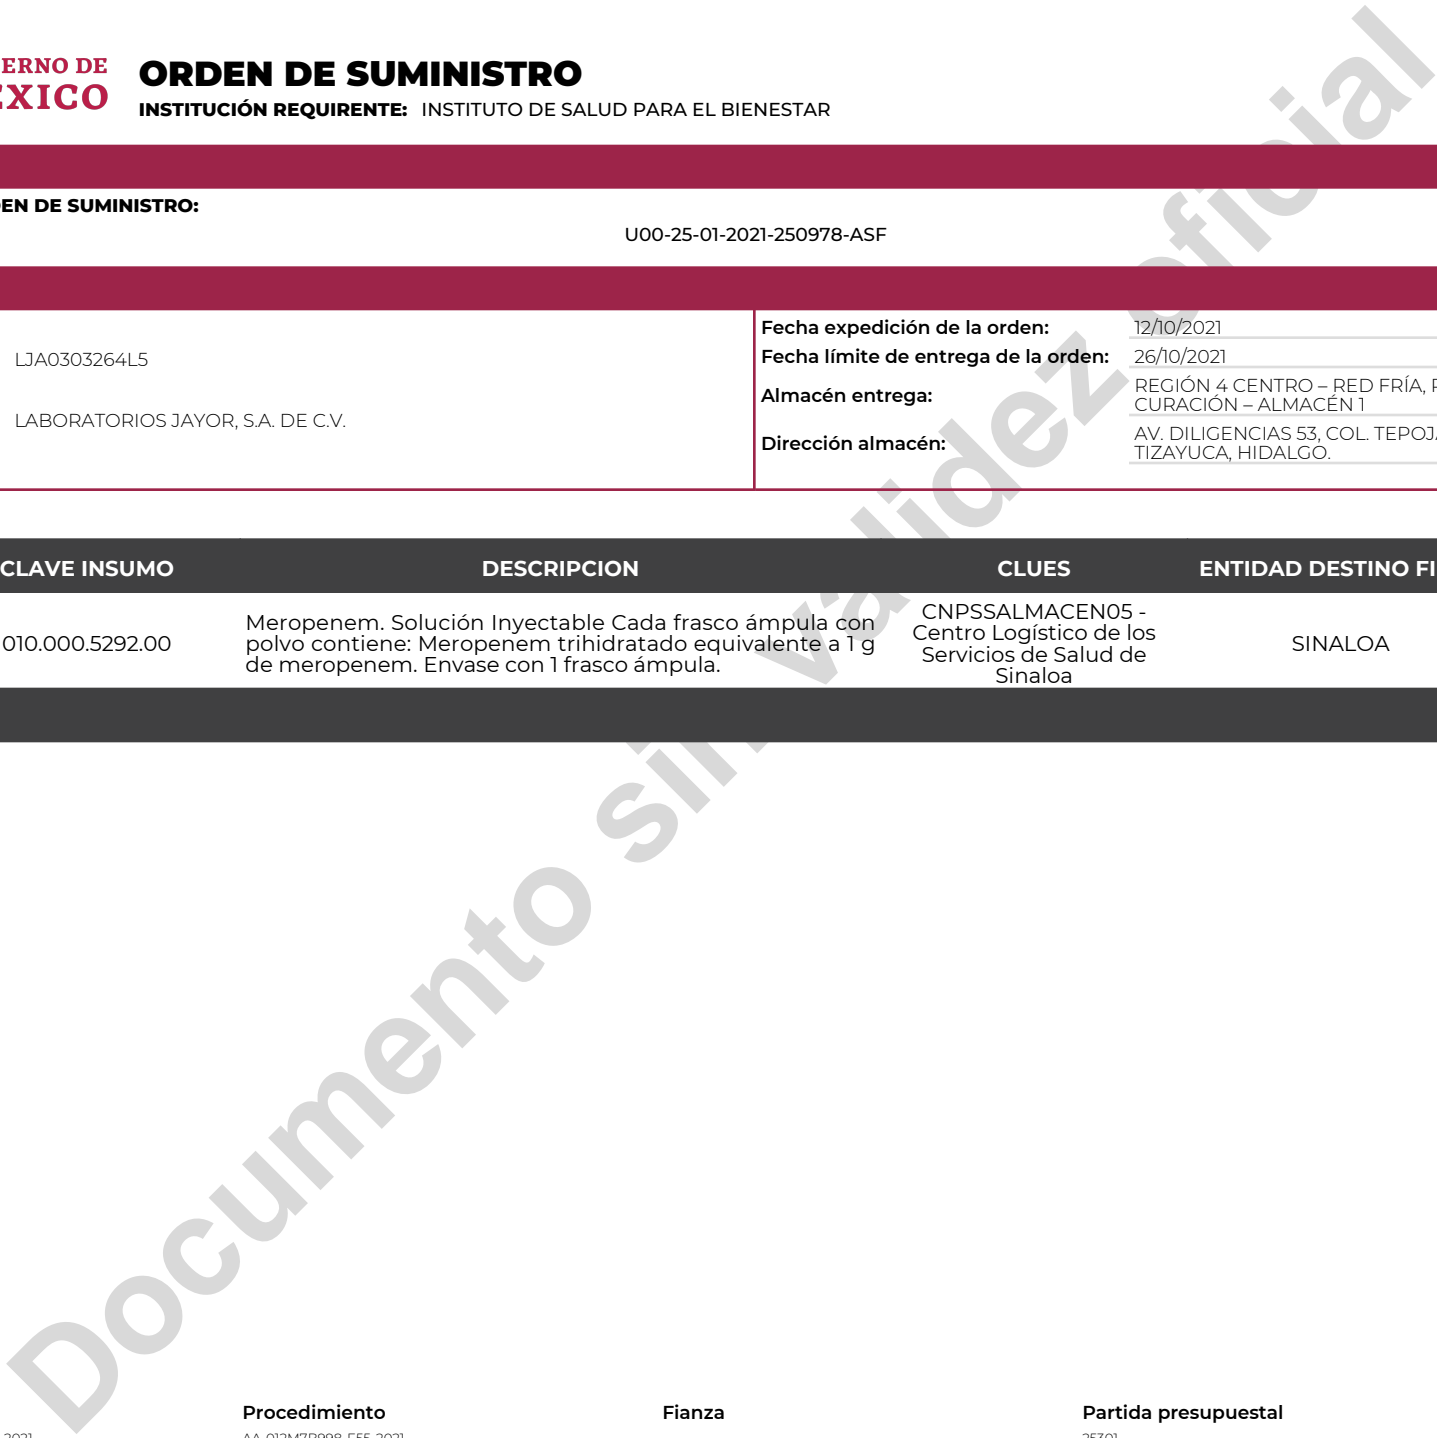 ERNO DE
EXICO
ORDEN DE SUMINISTRO
INSTITUCIÓN REQUIRENTE: INSTITUTO DE SALUD PARA EL BIENESTAR
EN DE SUMINISTRO:
U00-25-01-2021-250978-ASF
LJA0303264L5
LABORATORIOS JAYOR, S.A. DE C.V.
Fecha expedición de la orden: 12/10/2021
Fecha límite de entrega de la orden: 26/10/2021
Almacén entrega: REGIÓN 4 CENTRO – RED FRÍA,
CURACIÓN – ALMACÉN 1
Dirección almacén: AV. DILIGENCIAS 53, COL. TEPOJ
TIZAYUCA, HIDALGO.
CLAVE INSUMO DESCRIPCION CLUES ENTIDAD DESTINO FI
010.000.5292.00
Meropenem. Solución Inyectable Cada frasco ámpula con
polvo contiene: Meropenem trihidratado equivalente a 1 g
de meropenem. Envase con 1 frasco ámpula.
CNPSSALMACEN05 -
Centro Logístico de los
Servicios de Salud de
Sinaloa
SINALOA
Documento sin validez oficial
Procedimiento Fianza Partida presupuestal